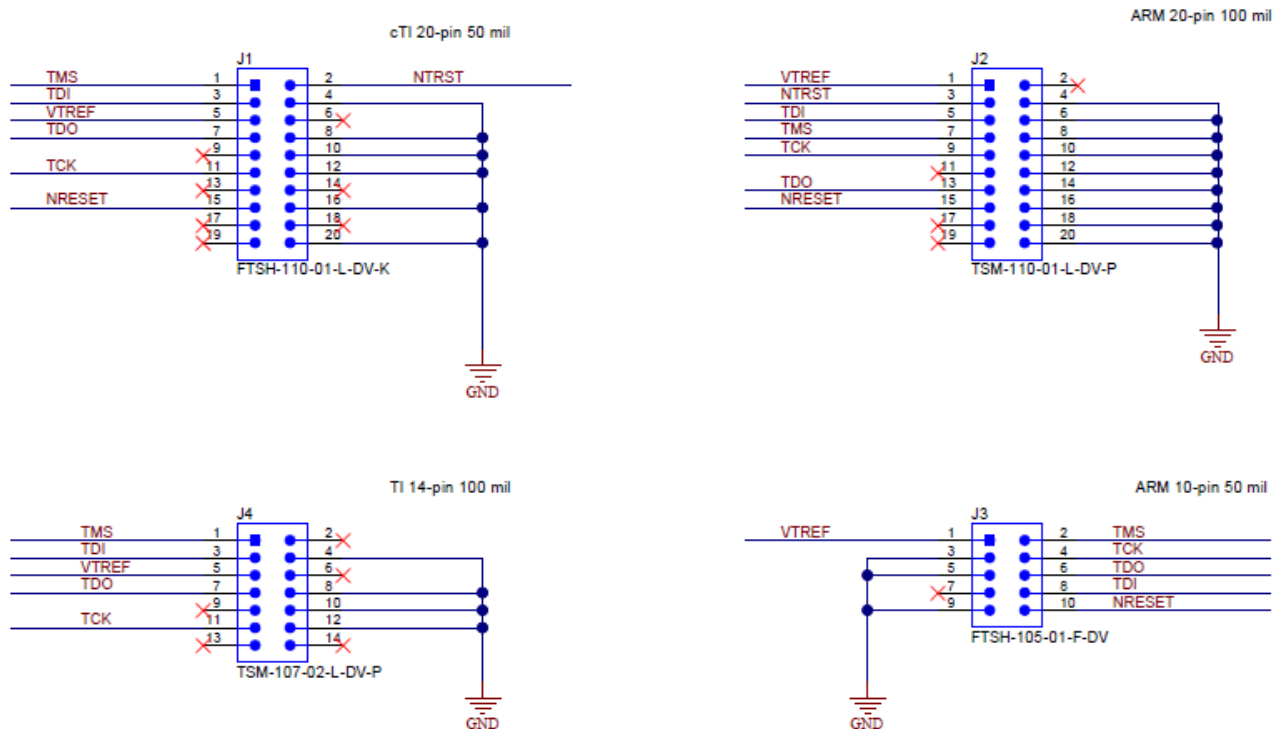 cTI 20-pin 50 mil
J1
TMS 1 2 NTRST
TDI 3 4
VTREF 5 6
TDO 7 8
9 10
TCK 11 12
13 14
NRESET 15 16
17 18
19 20
FTSH-110-01-L-DV-K
GND
ARM 20-pin 100 mil
J2
VTREF 1 2
NTRST 3 4
TDI 5 6
TMS 7 8
TCK 9 10
11 12
TDO 13 14
NRESET 15 16
17 18
19 20
TSM-110-01-L-DV-P
GND
TI 14-pin 100 mil
J4
TMS 1 2
TDI 3 4
VTREF 5 6
TDO 7 8
9 10
TCK 11 12
13 14
TSM-107-02-L-DV-P
GND
ARM 10-pin 50 mil
J3
VTREF 1 2 TMS
3 4 TCK
5 6 TDO
7 8 TDI
9 10 NRESET
FTSH-105-01-F-DV
GND